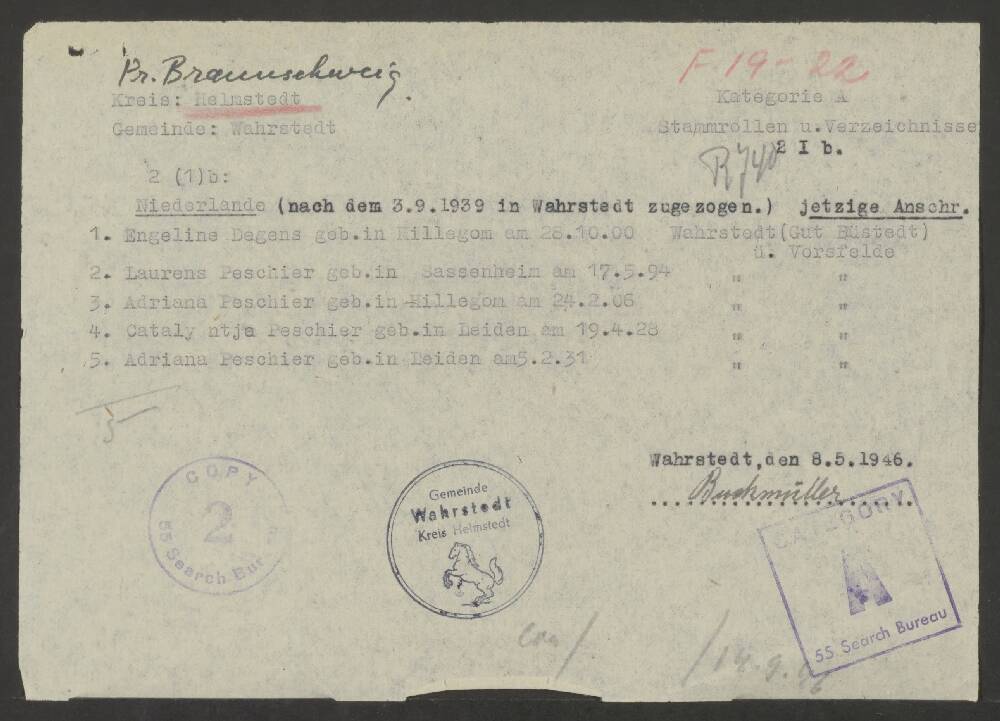 Pr. Braunschweig.
F 19-22
Kreis: Helmstedt
Kategorie A
Gemeinde: Wahrstedt
Stammrollen u.Verzeichnisse
2 I b.
R 740
2 (1)b:
Niederlande (nach dem 3.9.1939 in Wahrstedt zugezogen.) jetzige Anschr.
1. Engeline Degens geb.in Hillegom am 28.10.00 Wahrstedt(Gut Büstedt)
ü. Vorsfelde
2. Laurens Peschier geb.in Sassenheim am 17.5.94 " "
3. Adriana Peschier geb.in Hillegom am 24.2.06 " "
4. Cataly ntje Peschier geb.in Leiden am 19.4.28 " "
5. Adriana Peschier geb.in Leiden am5.2.31 " "
5
Wahrstedt,den 8.5.1946.
Buchmüller
COPY
2
55 Search Bur
Gemeinde
Wahrstedt
Kreis Helmstedt
CATEGORY
A
55 Search Bureau